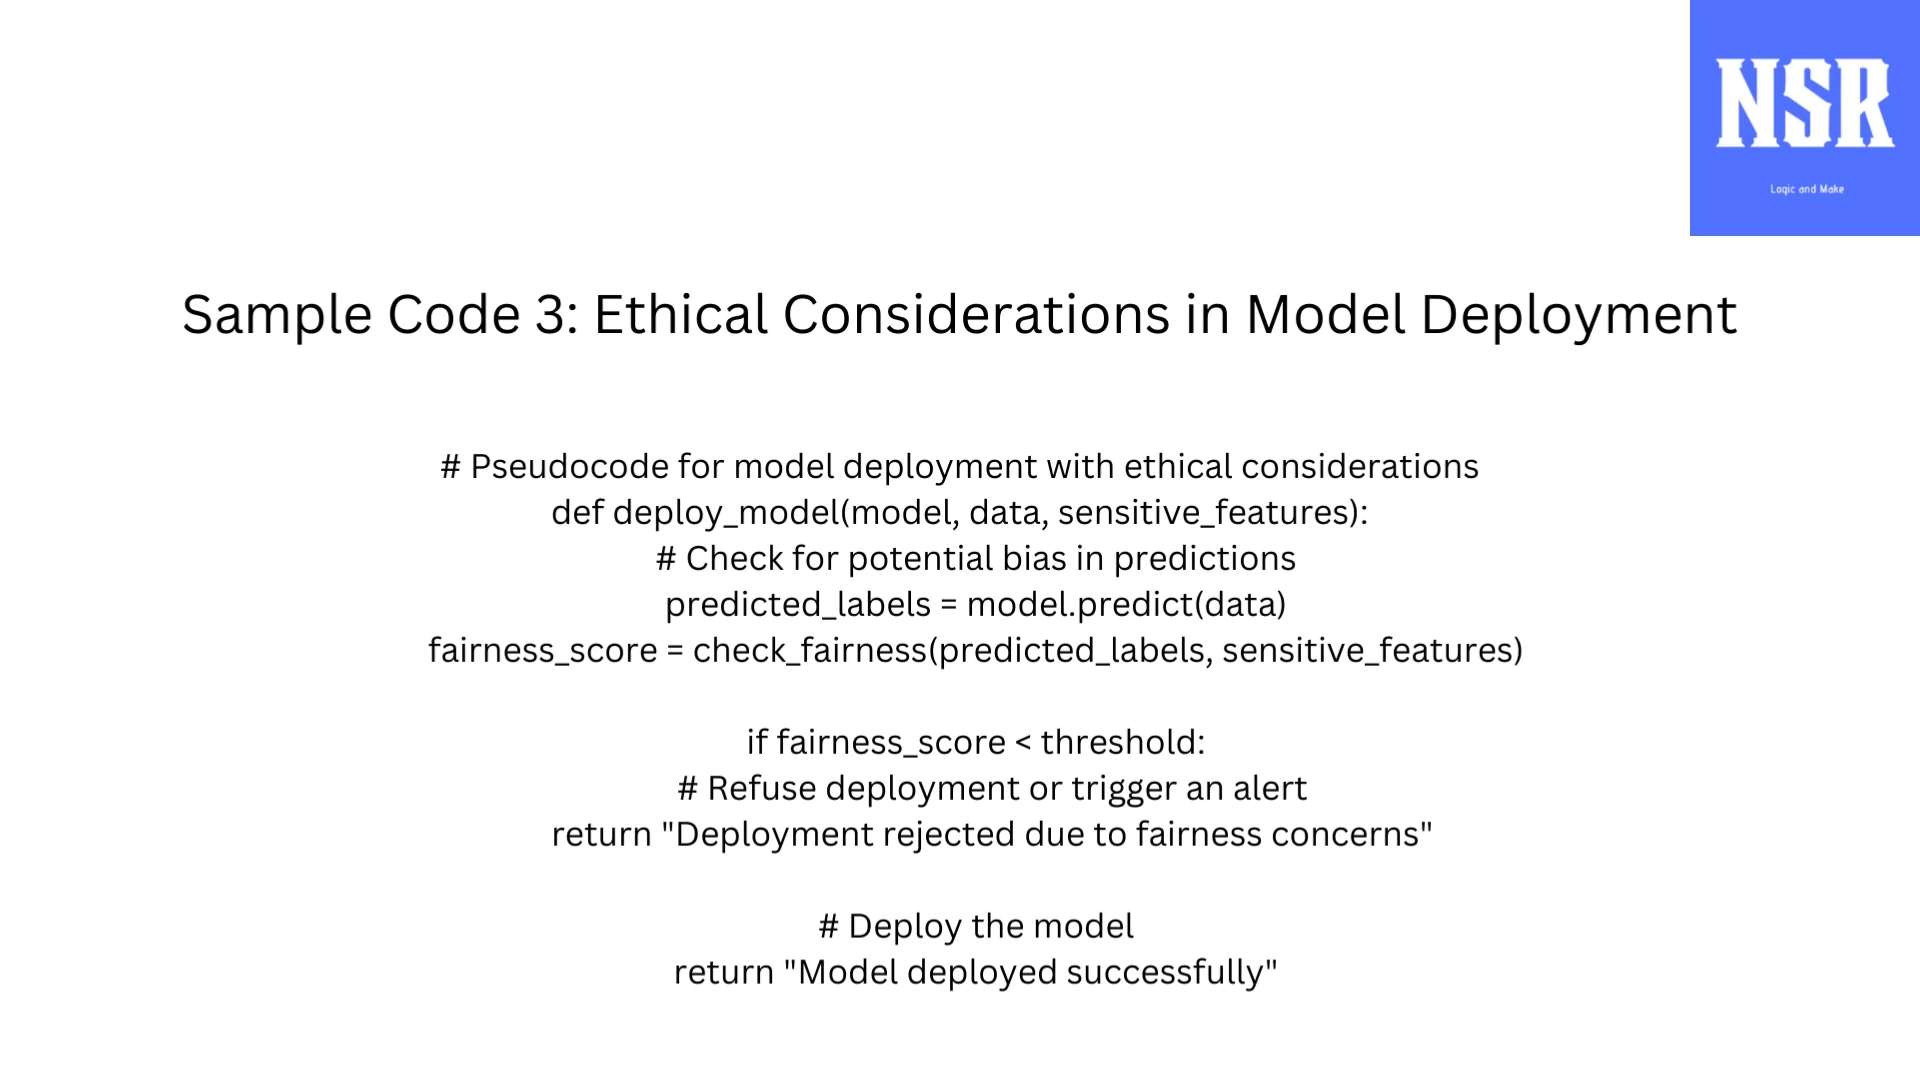 NSR
Logic and Make
Sample Code 3: Ethical Considerations in Model Deployment
# Pseudocode for model deployment with ethical considerations
def deploy_model(model, data, sensitive_features):
# Check for potential bias in predictions
predicted_labels = model.predict(data)
fairness_score = check_fairness(predicted_labels, sensitive_features)
if fairness_score < threshold:
# Refuse deployment or trigger an alert
return "Deployment rejected due to fairness concerns"
# Deploy the model
return "Model deployed successfully"